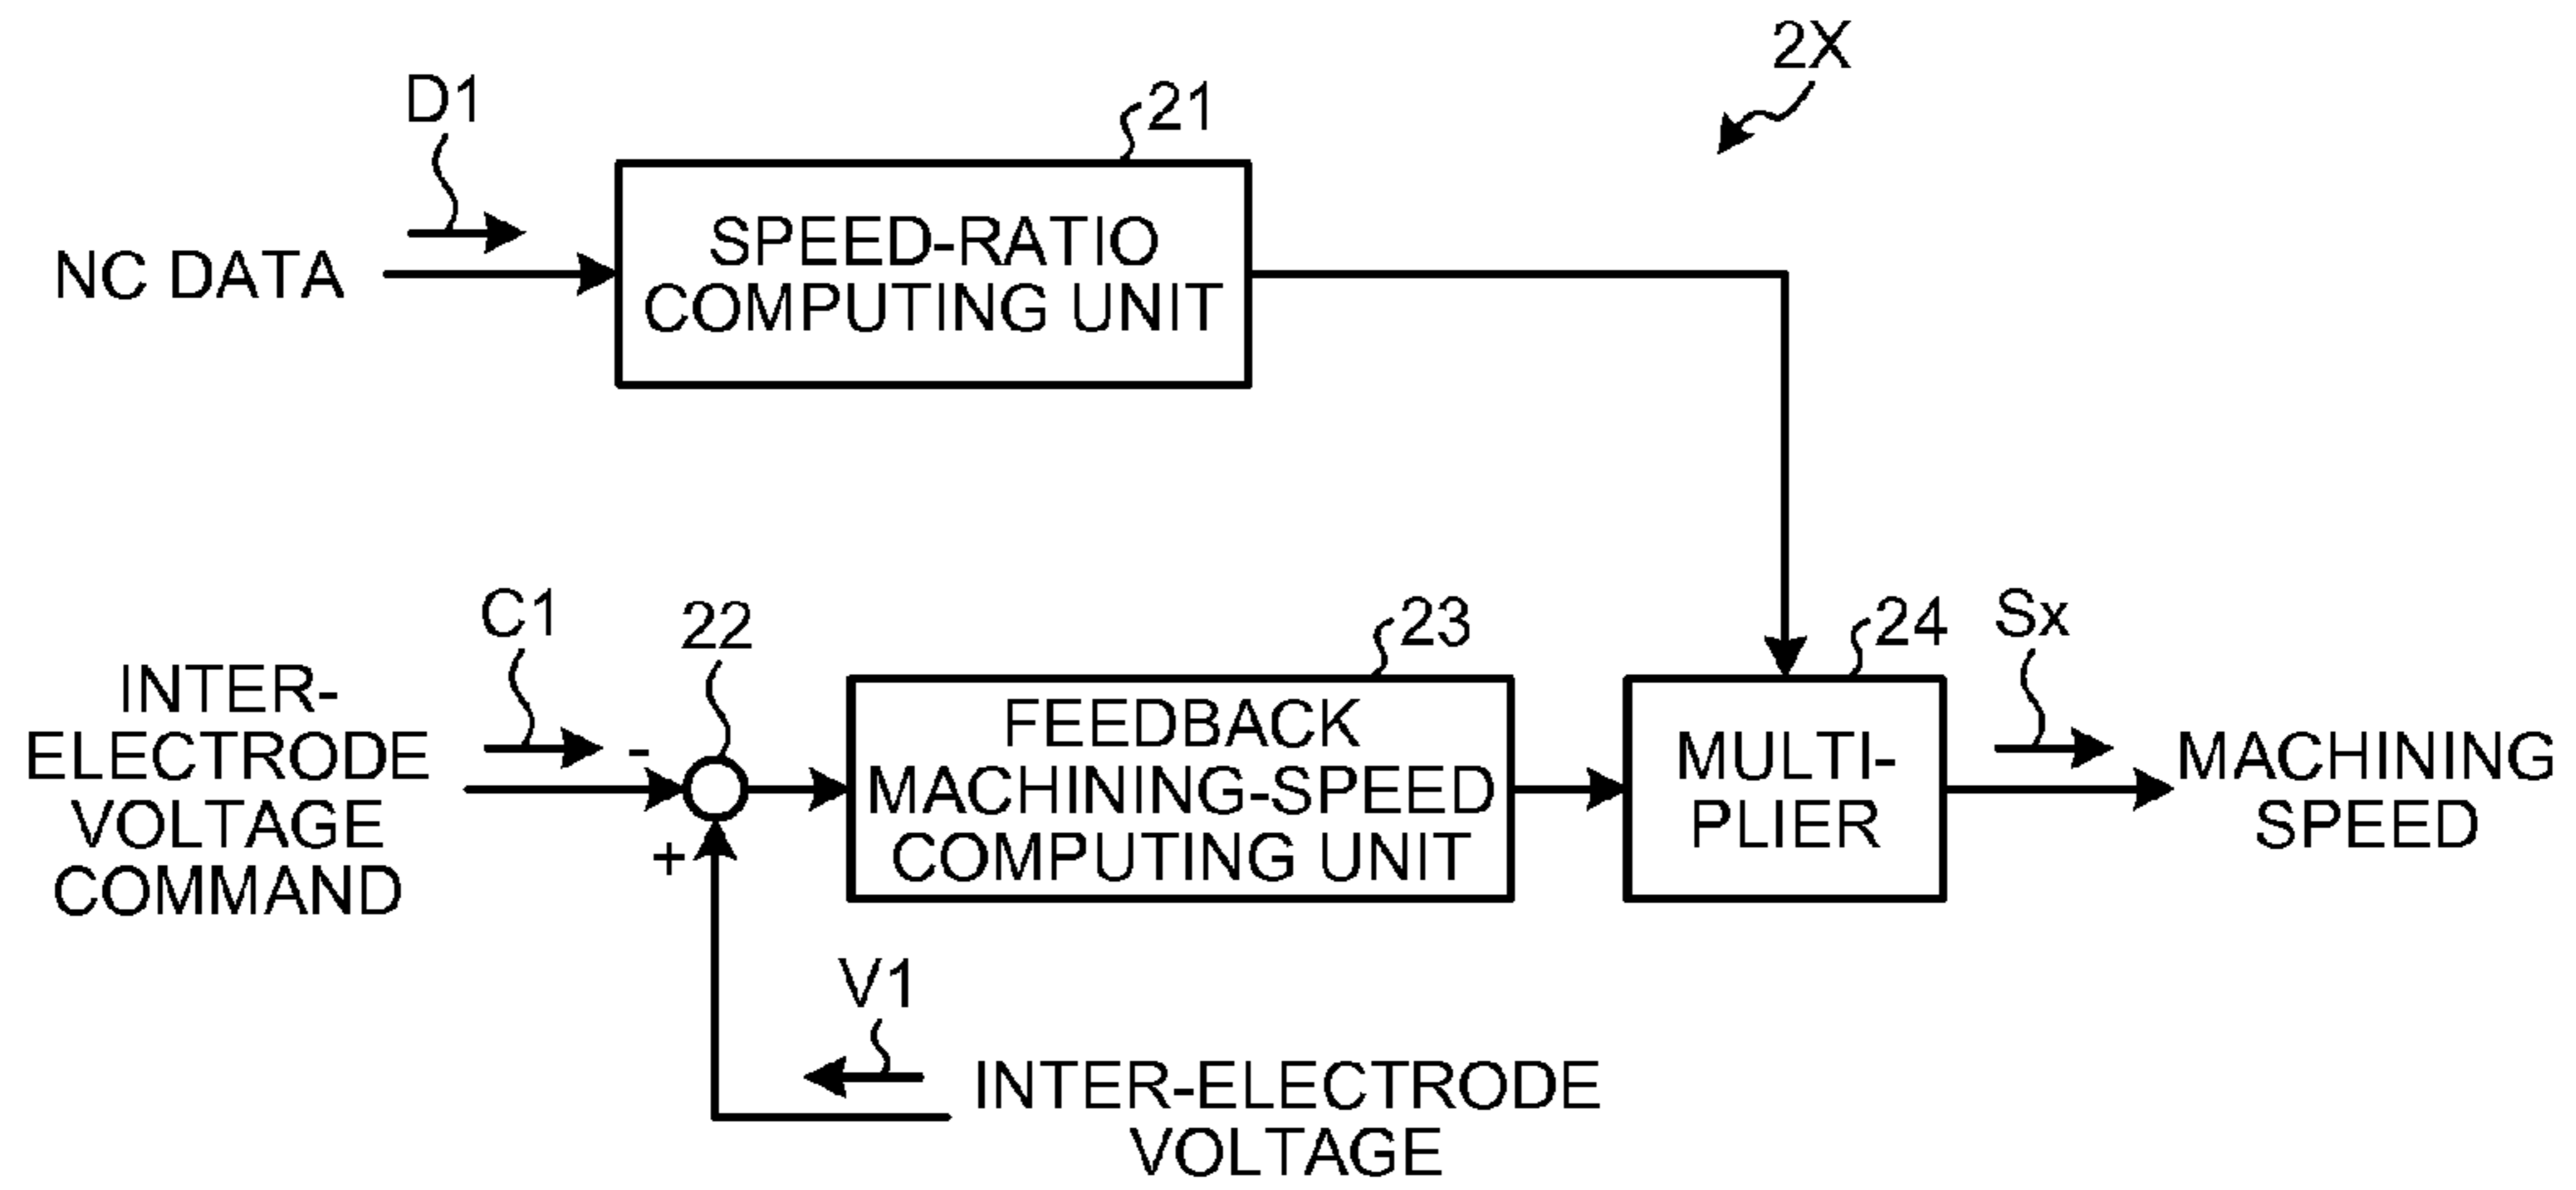 2X
D1
21
NC DATA
SPEED-RATIO
COMPUTING UNIT
C1
22
23
24
Sx
INTER-
ELECTRODE
VOLTAGE
COMMAND
-
+
FEEDBACK
MACHINING-SPEED
COMPUTING UNIT
MULTI-
PLIER
MACHINING
SPEED
V1
INTER-ELECTRODE
VOLTAGE